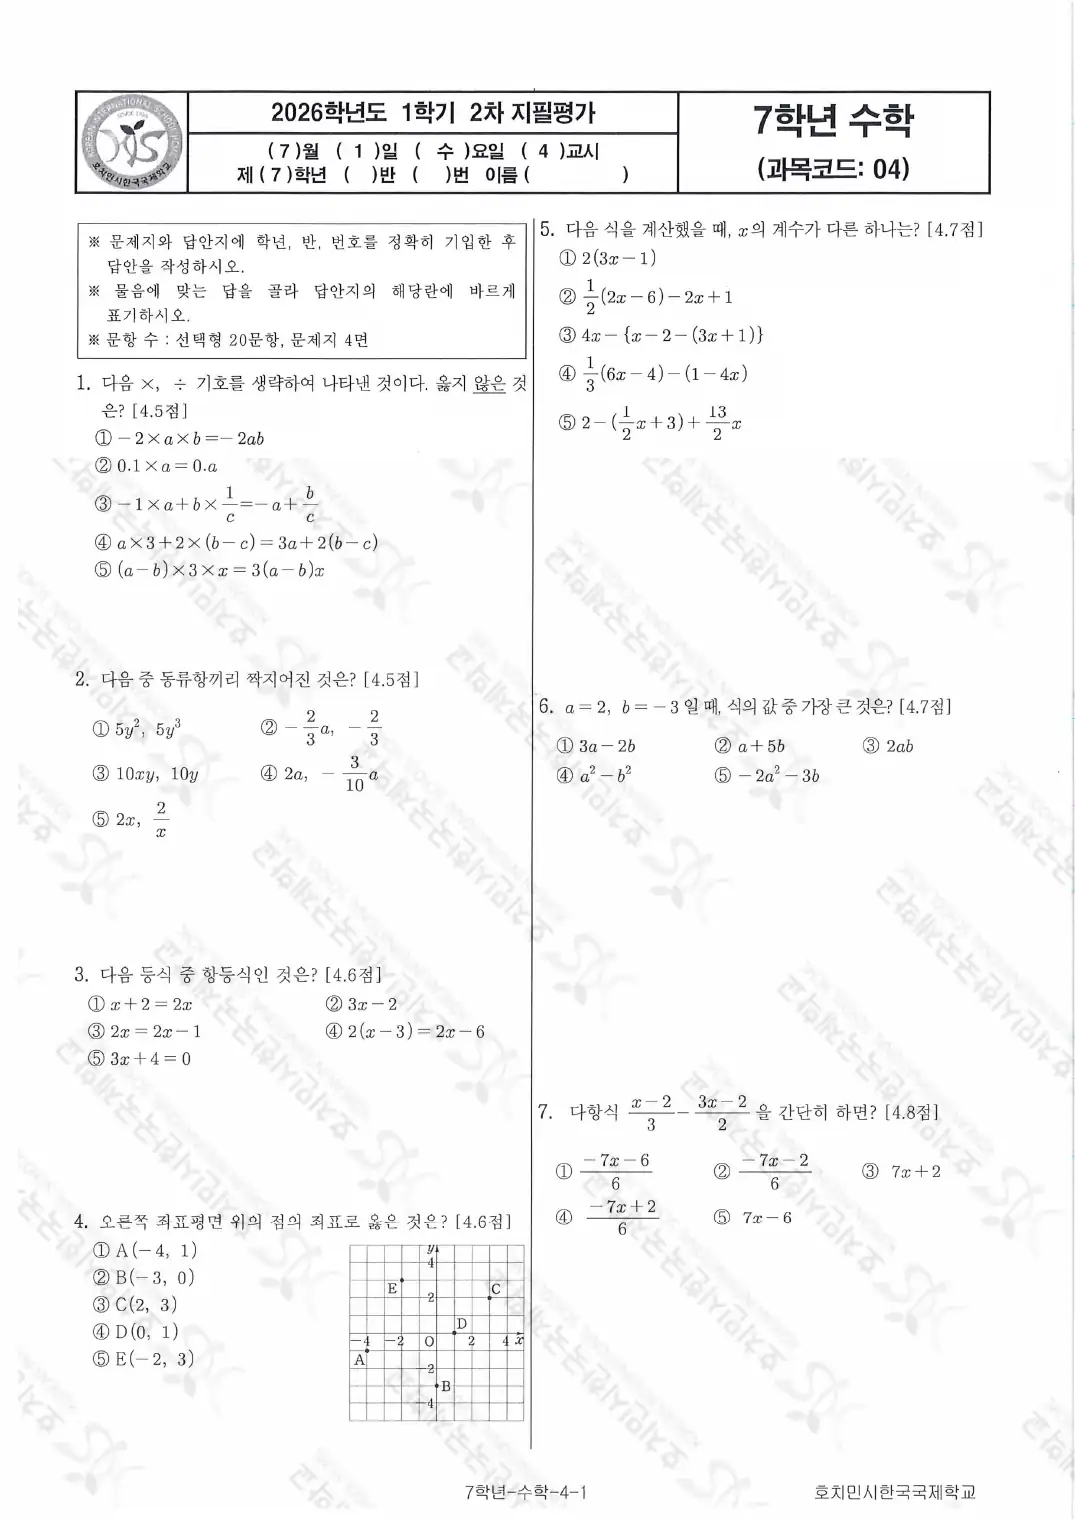 2026학년도 1학기 2차 지필평가
( 7 )월 ( 1 )일 ( 수 )요일 ( 4 )교시
제 ( 7 )학년 ( )반 ( )번 이름 ( )
7학년 수학
(과목코드: 04)
호치민시한국국제학교
※ 문제지와 답안지에 학년, 반, 번호를 정확히 기입한 후
답안을 작성하시오.
※ 물음에 맞는 답을 골라 답안지의 해당란에 바르게
표기하시오.
※ 문항 수 : 선택형 20문항, 문제지 4면
1. 다음 ×, ÷ 기호를 생략하여 나타낸 것이다. 옳지 않은 것
은? [4.5점]
① −2×a×b=−2ab
② 0.1×a=0.a
③ −1×a+b×1/c=−a+b/c
④ a×3+2×(b−c)=3a+2(b−c)
⑤ (a−b)×3×x=3(a−b)x
2. 다음 중 동류항끼리 짝지어진 것은? [4.5점]
① 5y², 5y³ ② −2/3a, −2/3
③ 10xy, 10y ④ 2a, −3/10a
⑤ 2x, 2/x
3. 다음 등식 중 항등식인 것은? [4.6점]
① x+2=2x ② 3x−2
③ 2x=2x−1 ④ 2(x−3)=2x−6
⑤ 3x+4=0
4. 오른쪽 좌표평면 위의 점의 좌표로 옳은 것은? [4.6점]
① A(−4, 1)
② B(−3, 0)
③ C(2, 3)
④ D(0, 1)
⑤ E(−2, 3)
y
4
E
C
2
D
−4 −2 O 2 4 x
A
−2
B
−4
5. 다음 식을 계산했을 때, x의 계수가 다른 하나는? [4.7점]
① 2(3x−1)
② 1/2(2x−6)−2x+1
③ 4x−{x−2−(3x+1)}
④ 1/3(6x−4)−(1−4x)
⑤ 2−(1/2x+3)+13/2x
6. a=2, b=−3일 때, 식의 값 중 가장 큰 것은? [4.7점]
① 3a−2b ② a+5b ③ 2ab
④ a²−b² ⑤ −2a²−3b
7. 다항식 (x−2)/3−(3x−2)/2 을 간단히 하면? [4.8점]
① (−7x−6)/6 ② (−7x−2)/6 ③ 7x+2
④ (−7x+2)/6 ⑤ 7x−6
7학년-수학-4-1
호치민시한국국제학교